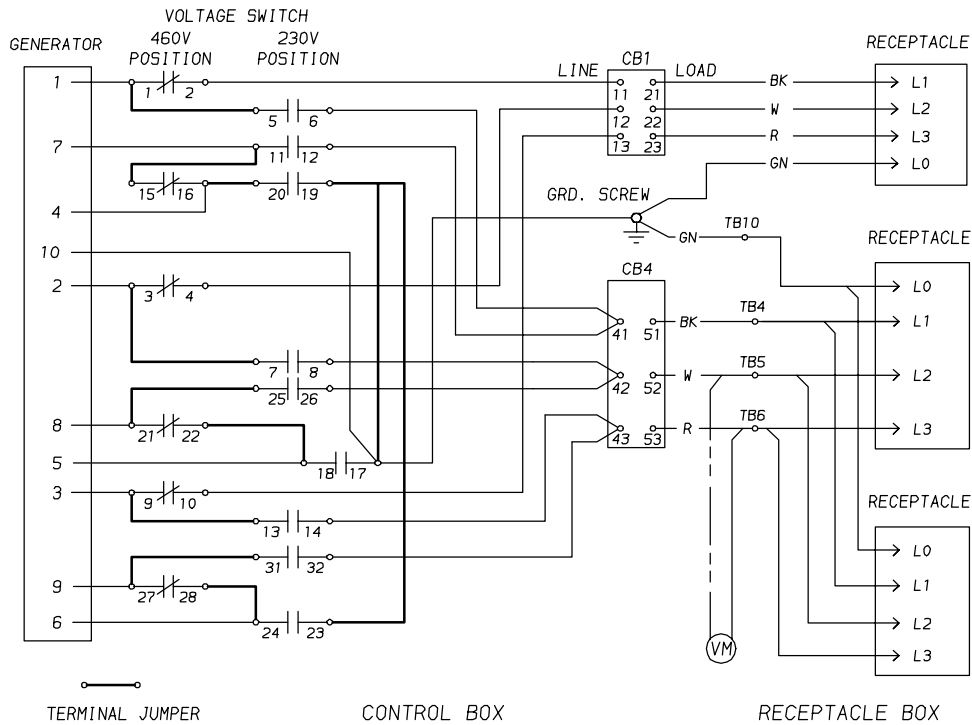 VOLTAGE SWITCH
460V POSITION
230V POSITION
GENERATOR
1
7
4
10
2
8
5
3
9
6
1 2
5 6
11 12
15 16
20 19
3 4
7 8
25 26
21 22
18 17
9 10
13 14
31 32
27 28
24 23
LINE
CB1
LOAD
11 21
12 22
13 23
BK
W
R
GN
RECEPTACLE
L1
L2
L3
L0
GRD. SCREW
GN
TB10
CB4
41 51
42 52
43 53
BK
W
R
TB4
TB5
TB6
VM
RECEPTACLE
L0
L1
L2
L3
RECEPTACLE
L0
L1
L2
L3
TERMINAL JUMPER
CONTROL BOX
RECEPTACLE BOX